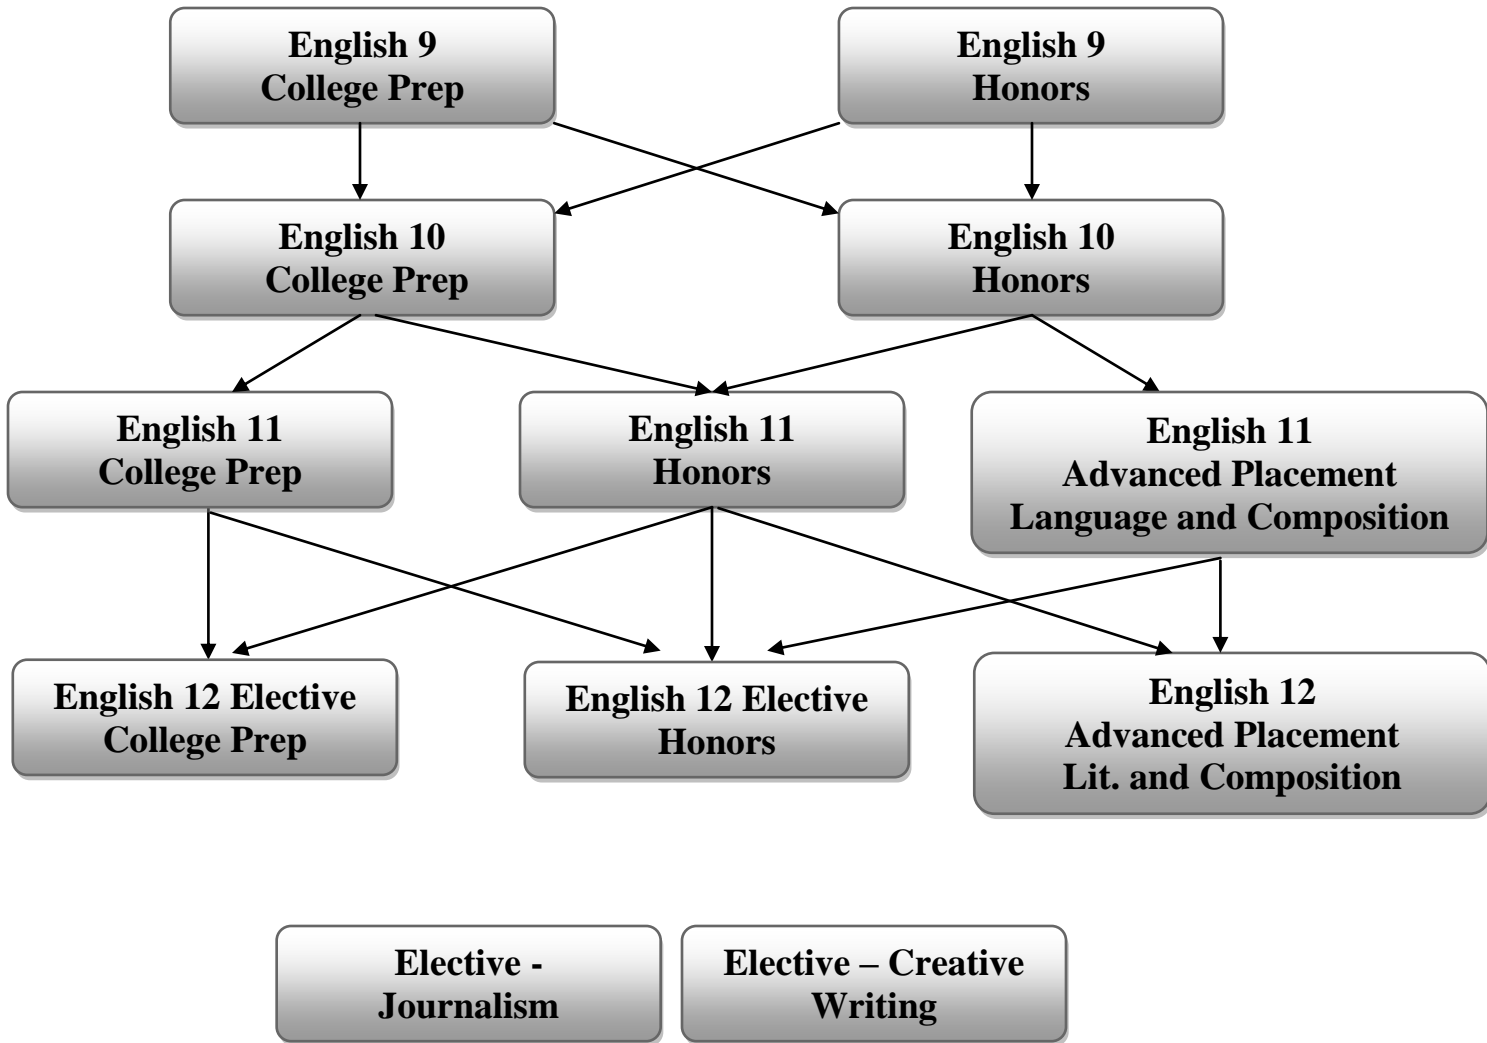 English 9
College Prep
English 9
Honors
English 10
College Prep
English 10
Honors
English 11
College Prep
English 11
Honors
English 11
Advanced Placement
Language and Composition
English 12 Elective
College Prep
English 12 Elective
Honors
English 12
Advanced Placement
Lit. and Composition
Elective -
Journalism
Elective – Creative
Writing